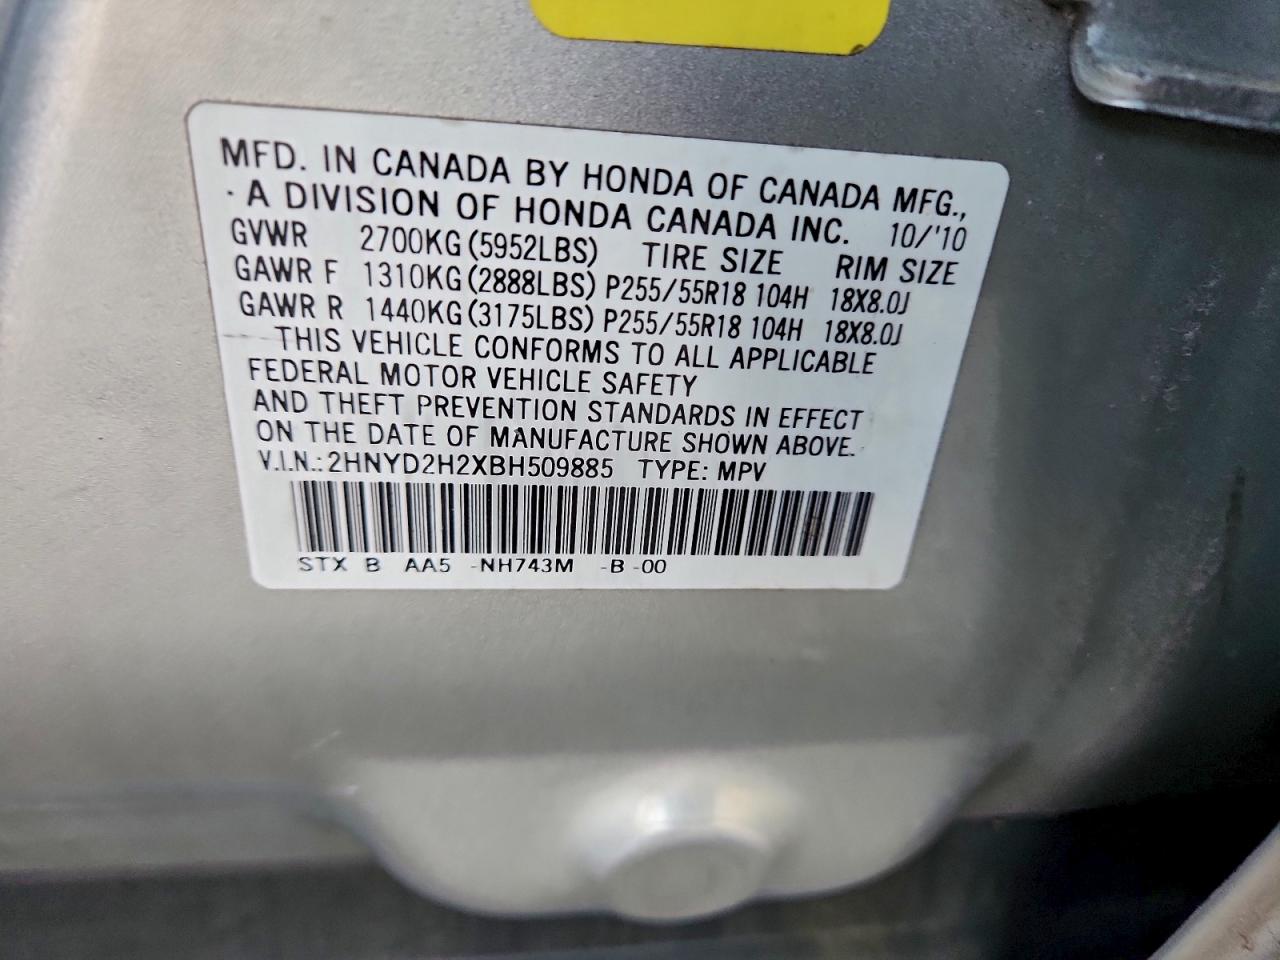 MFD. IN CANADA BY HONDA OF CANADA MFG.,
· A DIVISION OF HONDA CANADA INC. 10/'10
GVWR 2700KG (5952LBS) TIRE SIZE RIM SIZE
GAWR F 1310KG (2888LBS) P255/55R18 104H 18X8.0J
GAWR R 1440KG (3175LBS) P255/55R18 104H 18X8.0J
THIS VEHICLE CONFORMS TO ALL APPLICABLE
FEDERAL MOTOR VEHICLE SAFETY
AND THEFT PREVENTION STANDARDS IN EFFECT
ON THE DATE OF MANUFACTURE SHOWN ABOVE.
V.I.N.: 2HNYD2H2XBH509885 TYPE: MPV
STX B AA5 -NH743M -B -00